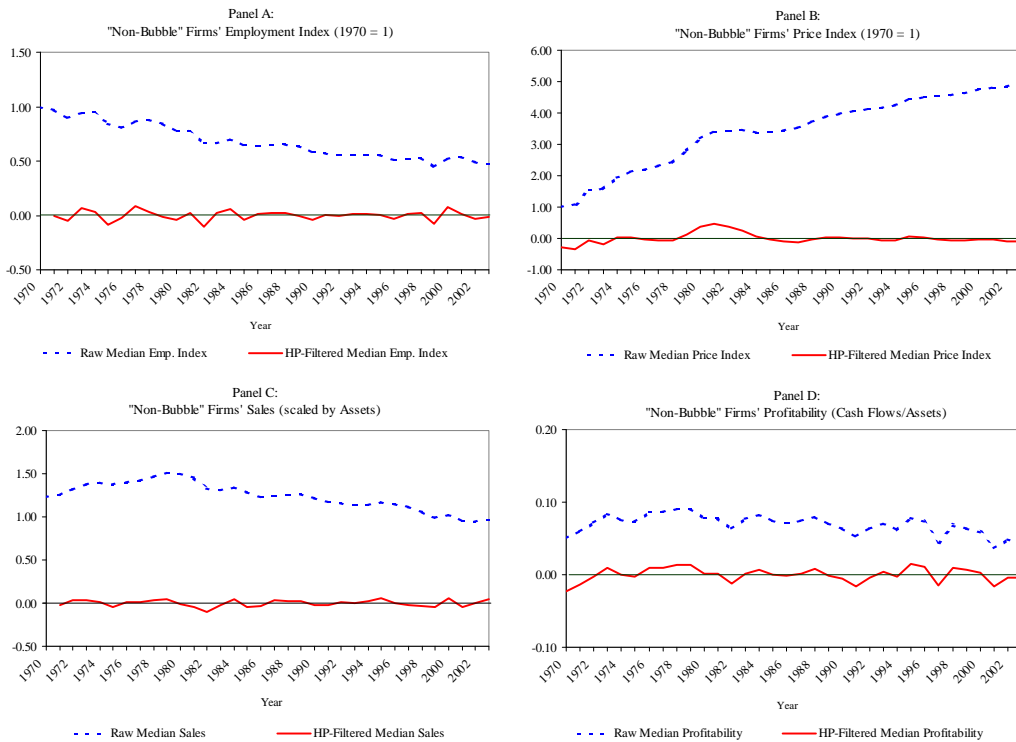 Panel A:
"Non-Bubble" Firms' Employment Index (1970 = 1)
1.50
1.00
0.50
0.00
-0.50
1970 1972 1974 1976 1978 1980 1982 1984 1986 1988 1990 1992 1994 1996 1998 2000 2002
Year
Raw Median Emp. Index HP-Filtered Median Emp. Index
Panel B:
"Non-Bubble" Firms' Price Index (1970 = 1)
6.00
5.00
4.00
3.00
2.00
1.00
0.00
-1.00
1970 1972 1974 1976 1978 1980 1982 1984 1986 1988 1990 1992 1994 1996 1998 2000 2002
Year
Raw Median Price Index HP-Filtered Median Price Index
Panel C:
"Non-Bubble" Firms' Sales (scaled by Assets)
2.00
1.50
1.00
0.50
0.00
-0.50
1970 1972 1974 1976 1978 1980 1982 1984 1986 1988 1990 1992 1994 1996 1998 2000 2002
Year
Raw Median Sales HP-Filtered Median Sales
Panel D:
"Non-Bubble" Firms' Profitability (Cash Flows/Assets)
0.20
0.10
0.00
-0.10
1970 1972 1974 1976 1978 1980 1982 1984 1986 1988 1990 1992 1994 1996 1998 2000 2002
Year
Raw Median Profitability HP-Filtered Median Profitability